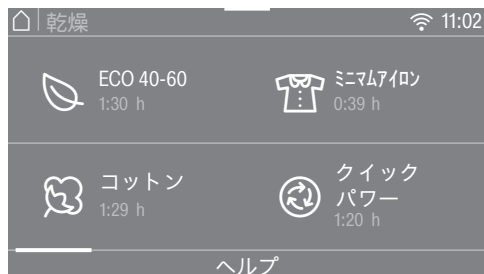 乾燥 11:02
ECO 40-60
1:30 h
ミニマムアイロン
0:39 h
コットン
1:29 h
クイック
パワー
1:20 h
ヘルプ